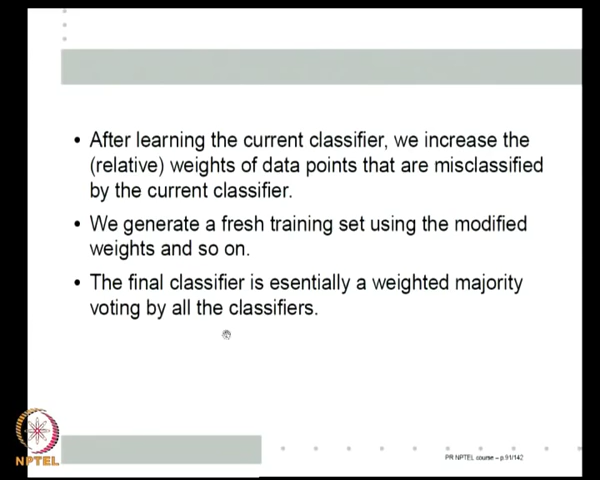 • After learning the current classifier, we increase the
(relative) weights of data points that are misclassified
by the current classifier.
• We generate a fresh training set using the modified
weights and so on.
• The final classifier is esentially a weighted majority
voting by all the classifiers.
NPTEL
PR NPTEL course – p.91/142